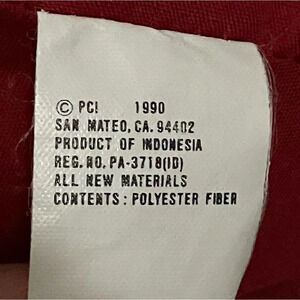 © PCI 1990
SAN MATEO, CA. 94402
PRODUCT OF INDONESIA
REG. NO. PA-3718(ID)
ALL NEW MATERIALS
CONTENTS : POLYESTER FIBER